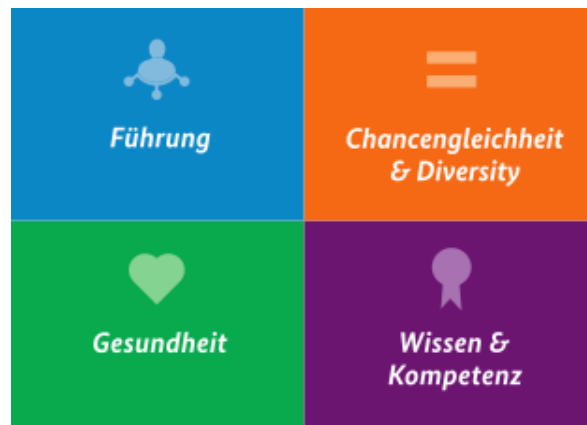 Führung
Chancengleichheit
& Diversity
Gesundheit
Wissen &
Kompetenz